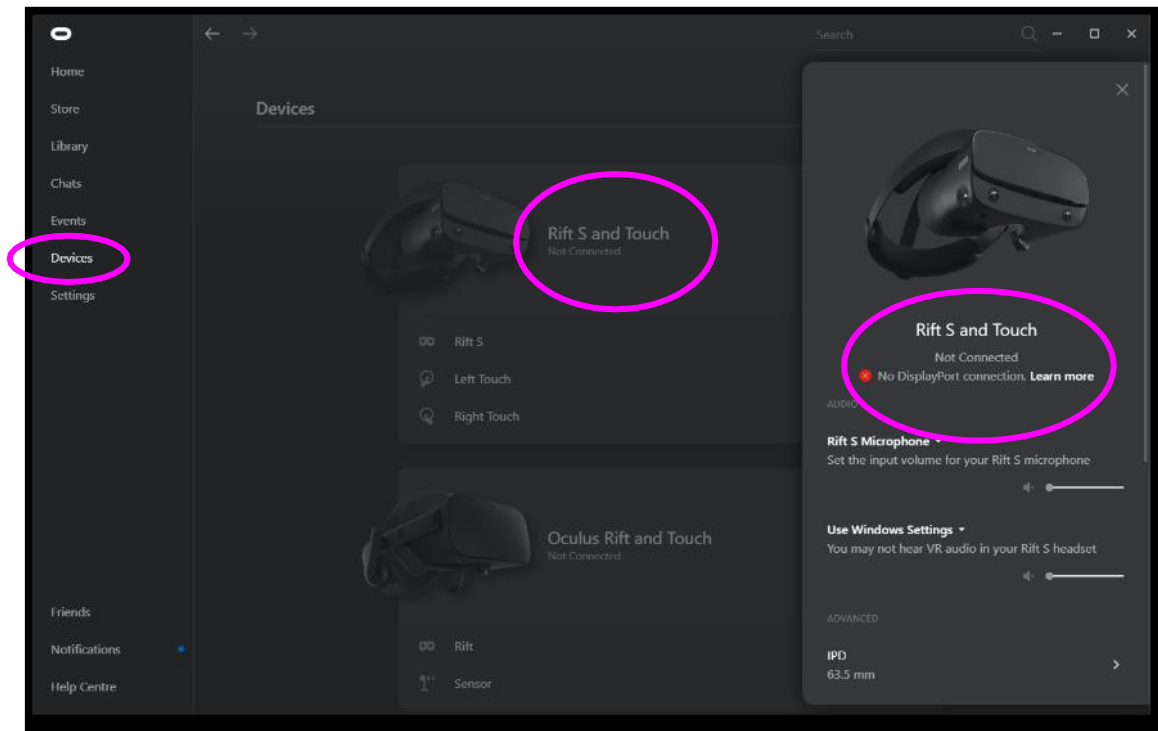 Search
Home
Store
Library
Chats
Events
Devices
Settings
Friends
Notifications
Help Centre
Devices
Rift S and Touch
Not Connected
Rift S
Left Touch
Right Touch
Oculus Rift and Touch
Not Connected
Rift
Sensor
Rift S and Touch
Not Connected
No DisplayPort connection. Learn more
AUDIO
Rift S Microphone
Set the input volume for your Rift S microphone
Use Windows Settings
You may not hear VR audio in your Rift S headset
ADVANCED
IPD
63.5 mm